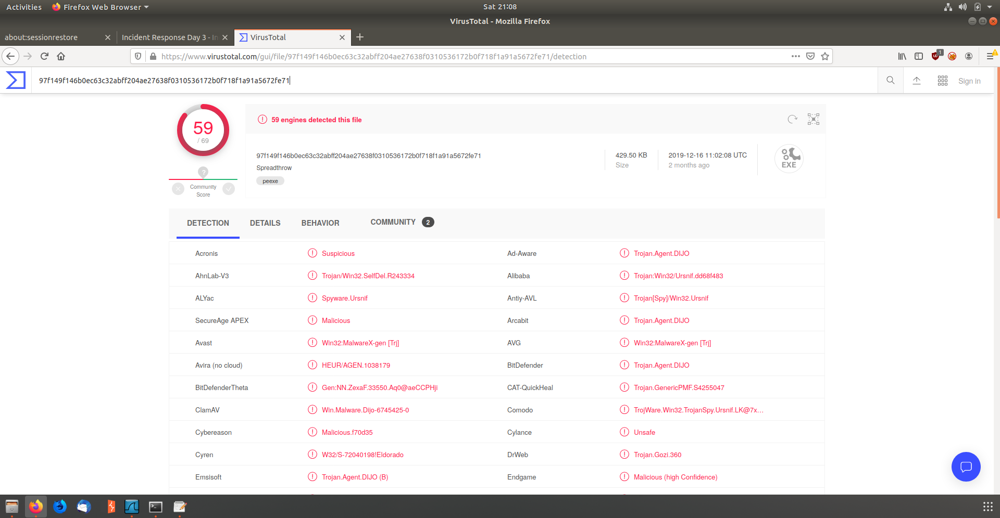 Activities Firefox Web Browser Sat 21:08
VirusTotal - Mozilla Firefox
about:sessionrestore Incident Response Day 3 - In VirusTotal
https://www.virustotal.com/gui/file/97f149f146b0ec63c32abff204ae27638f0310536172b0f718f1a91a5672fe71/detection 1
97f149f146b0ec63c32abff204ae27638f0310536172b0f718f1a91a5672fe71 Sign in
59
/ 69
59 engines detected this file
97f149f146b0ec63c32abff204ae27638f0310536172b0f718f1a91a5672fe71
Spreadthrow
peexe
429.50 KB
Size
2019-12-16 11:02:08 UTC
2 months ago
EXE
?
Community
Score
DETECTION DETAILS BEHAVIOR COMMUNITY 2
Acronis Suspicious Ad-Aware Trojan.Agent.DIJO
AhnLab-V3 Trojan/Win32.SelfDel.R243334 Alibaba Trojan:Win32/Ursnif.dd68f483
ALYac Spyware.Ursnif Antiy-AVL Trojan[Spy]/Win32.Ursnif
SecureAge APEX Malicious Arcabit Trojan.Agent.DIJO
Avast Win32:MalwareX-gen [Trj] AVG Win32:MalwareX-gen [Trj]
Avira (no cloud) HEUR/AGEN.1038179 BitDefender Trojan.Agent.DIJO
BitDefenderTheta Gen:NN.ZexaF.33550.Aq0@aeCCPHji CAT-QuickHeal Trojan.GenericPMF.S4255047
ClamAV Win.Malware.Dijo-6745425-0 Comodo TrojWare.Win32.TrojanSpy.Ursnif.LK@7x…
Cybereason Malicious.f70d35 Cylance Unsafe
Cyren W32/S-72040198!Eldorado DrWeb Trojan.Gozi.360
Emsisoft Trojan.Agent.DIJO (B) Endgame Malicious (high Confidence)